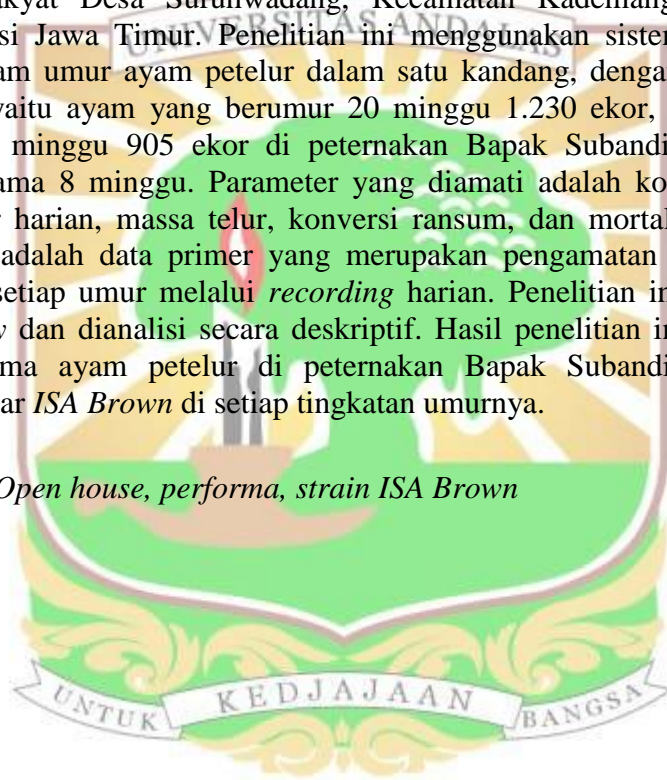 akyat Desa Suruhwadang, Kecamatan Kademang
si Jawa Timur. Penelitian ini menggunakan sister
UNIVERSITAS ANDALAS
am umur ayam petelur dalam satu kandang, denga
yaitu ayam yang berumur 20 minggu 1.230 ekor,
minggu 905 ekor di peternakan Bapak Subandi
ama 8 minggu. Parameter yang diamati adalah ko
harian, massa telur, konversi ransum, dan mortal
adalah data primer yang merupakan pengamatan
setiap umur melalui recording harian. Penelitian in
y dan dianalisi secara deskriptif. Hasil penelitian in
ma ayam petelur di peternakan Bapak Subandi
ar ISA Brown di setiap tingkatan umurnya.
Open house, performa, strain ISA Brown
UNTUK KEDJAJAAN BANGSA